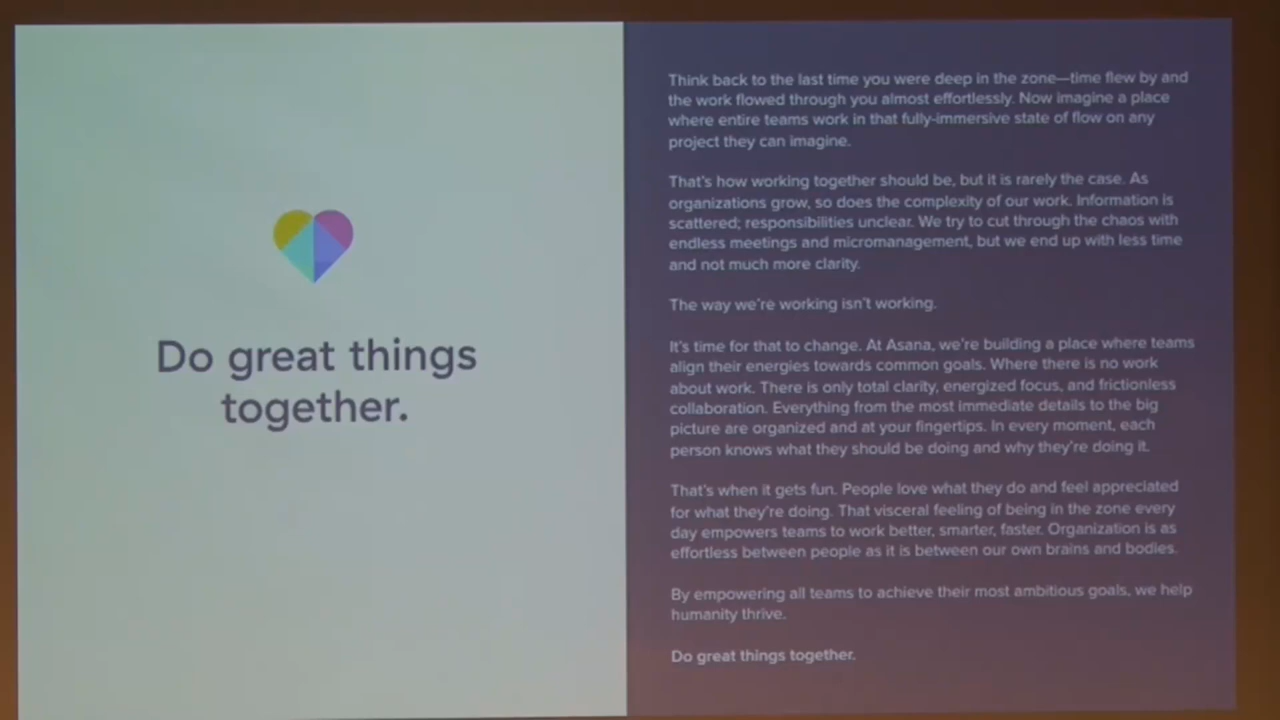 Do great things
together.
Think back to the last time you were deep in the zone—time flew by and
the work flowed through you almost effortlessly. Now imagine a place
where entire teams work in that fully-immersive state of flow on any
project they can imagine.
That's how working together should be, but it is rarely the case. As
organizations grow, so does the complexity of our work. Information is
scattered; responsibilities unclear. We try to cut through the chaos with
endless meetings and micromanagement, but we end up with less time
and not much more clarity.
The way we're working isn't working.
It's time for that to change. At Asana, we're building a place where teams
align their energies towards common goals. Where there is no work
about work. There is only total clarity, energized focus, and frictionless
collaboration. Everything from the most immediate details to the big
picture are organized and at your fingertips. In every moment, each
person knows what they should be doing and why they're doing it.
That's when it gets fun. People love what they do and feel appreciated
for what they're doing. That visceral feeling of being in the zone every
day empowers teams to work better, smarter, faster. Organization is as
effortless between people as it is between our own brains and bodies.
By empowering all teams to achieve their most ambitious goals, we help
humanity thrive.
Do great things together.